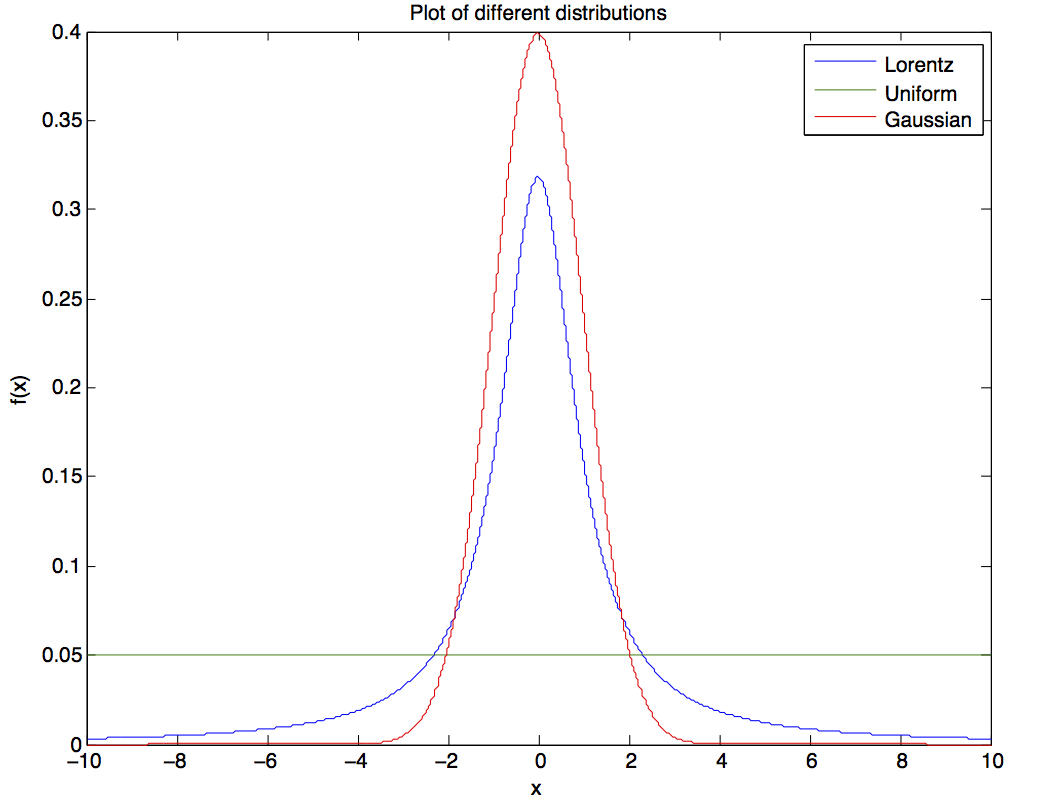 Plot of different distributions
0.4
0.35
0.3
0.25
0.2
0.15
0.1
0.05
0
f(x)
Lorentz
Uniform
Gaussian
−10 −8 −6 −4 −2 0 2 4 6 8 10
x